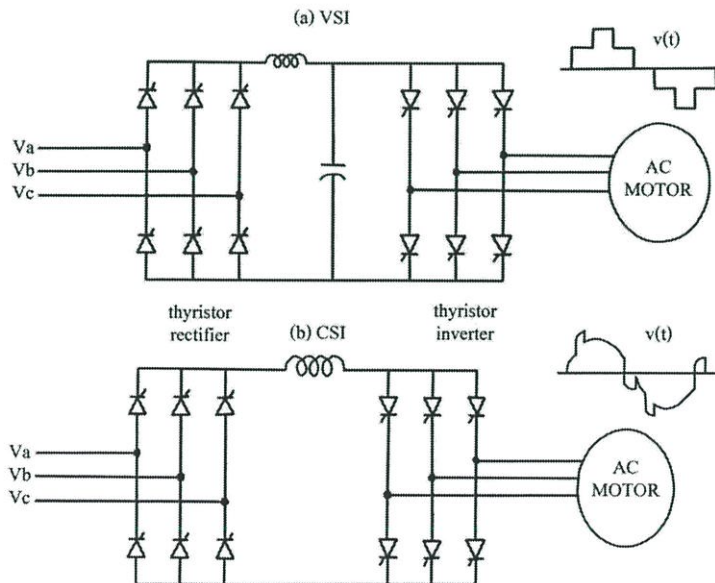 (a) VSI
v(t)
Va
Vb
Vc
AC
MOTOR
thyristor
rectifier
thyristor
inverter
(b) CSI
v(t)
Va
Vb
Vc
AC
MOTOR